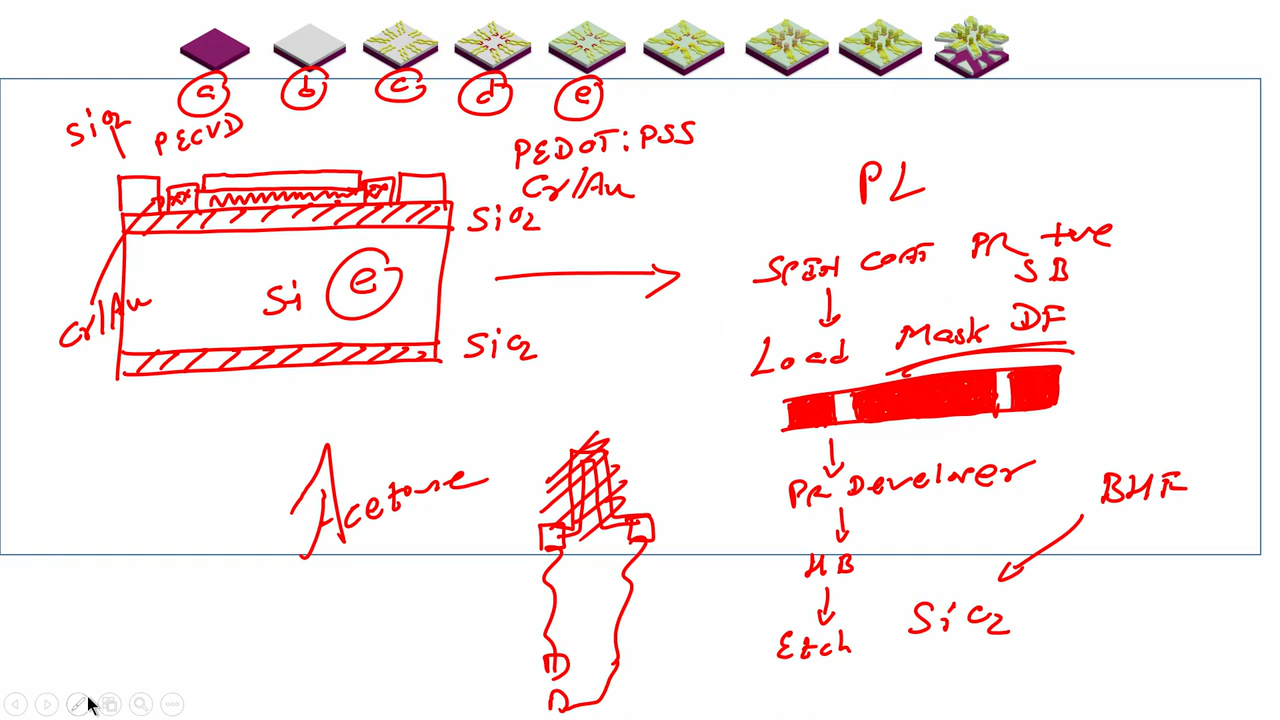 a b c d e
SiO2 PECVD
PEDOT:PSS
Cr/Au
SiO2
Si e
Cr/Au
SiO2
PL
SPIN COAT PR +ve
SB
Load Mask DF
PR Developer
HB
Etch
BHF
SiO2
Acetone